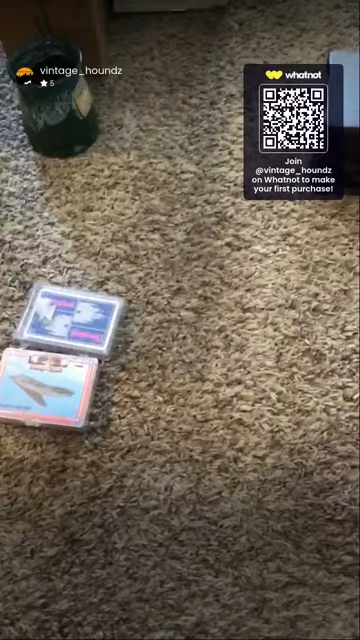 vintage_houndz
★ 5
whatnot
Join
@vintage_houndz
on Whatnot to make
your first purchase!